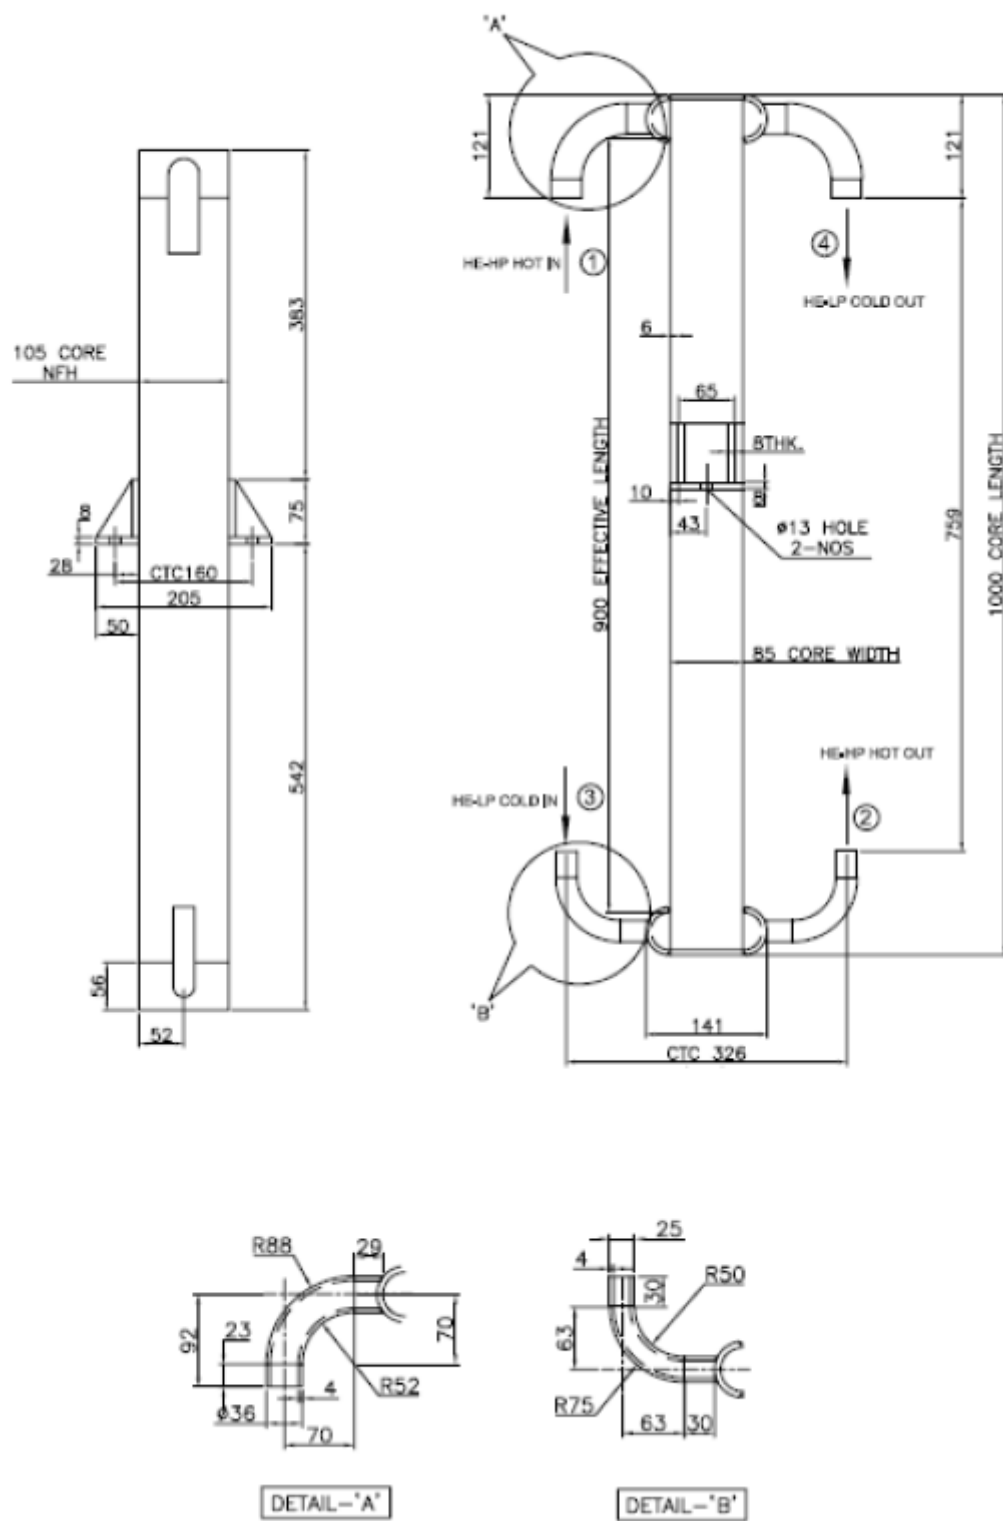 'A'
121
121
383
105 CORE
NFH
HE-HP HOT IN
1
4
HE-LP COLD OUT
6
65
8THK.
900 EFFECTIVE LENGTH
1000 CORE LENGTH
75
10
43
ø13 HOLE
2-NOS
759
28
CTC160
205
50
85 CORE WIDTH
542
HE-HP HOT OUT
HE-LP COLD IN
3
2
56
52
'B'
141
CTC 326
R88
29
92
23
70
R52
4
ø36
70
DETAIL-'A'
25
4
30
R50
63
R75
63
30
DETAIL-'B'